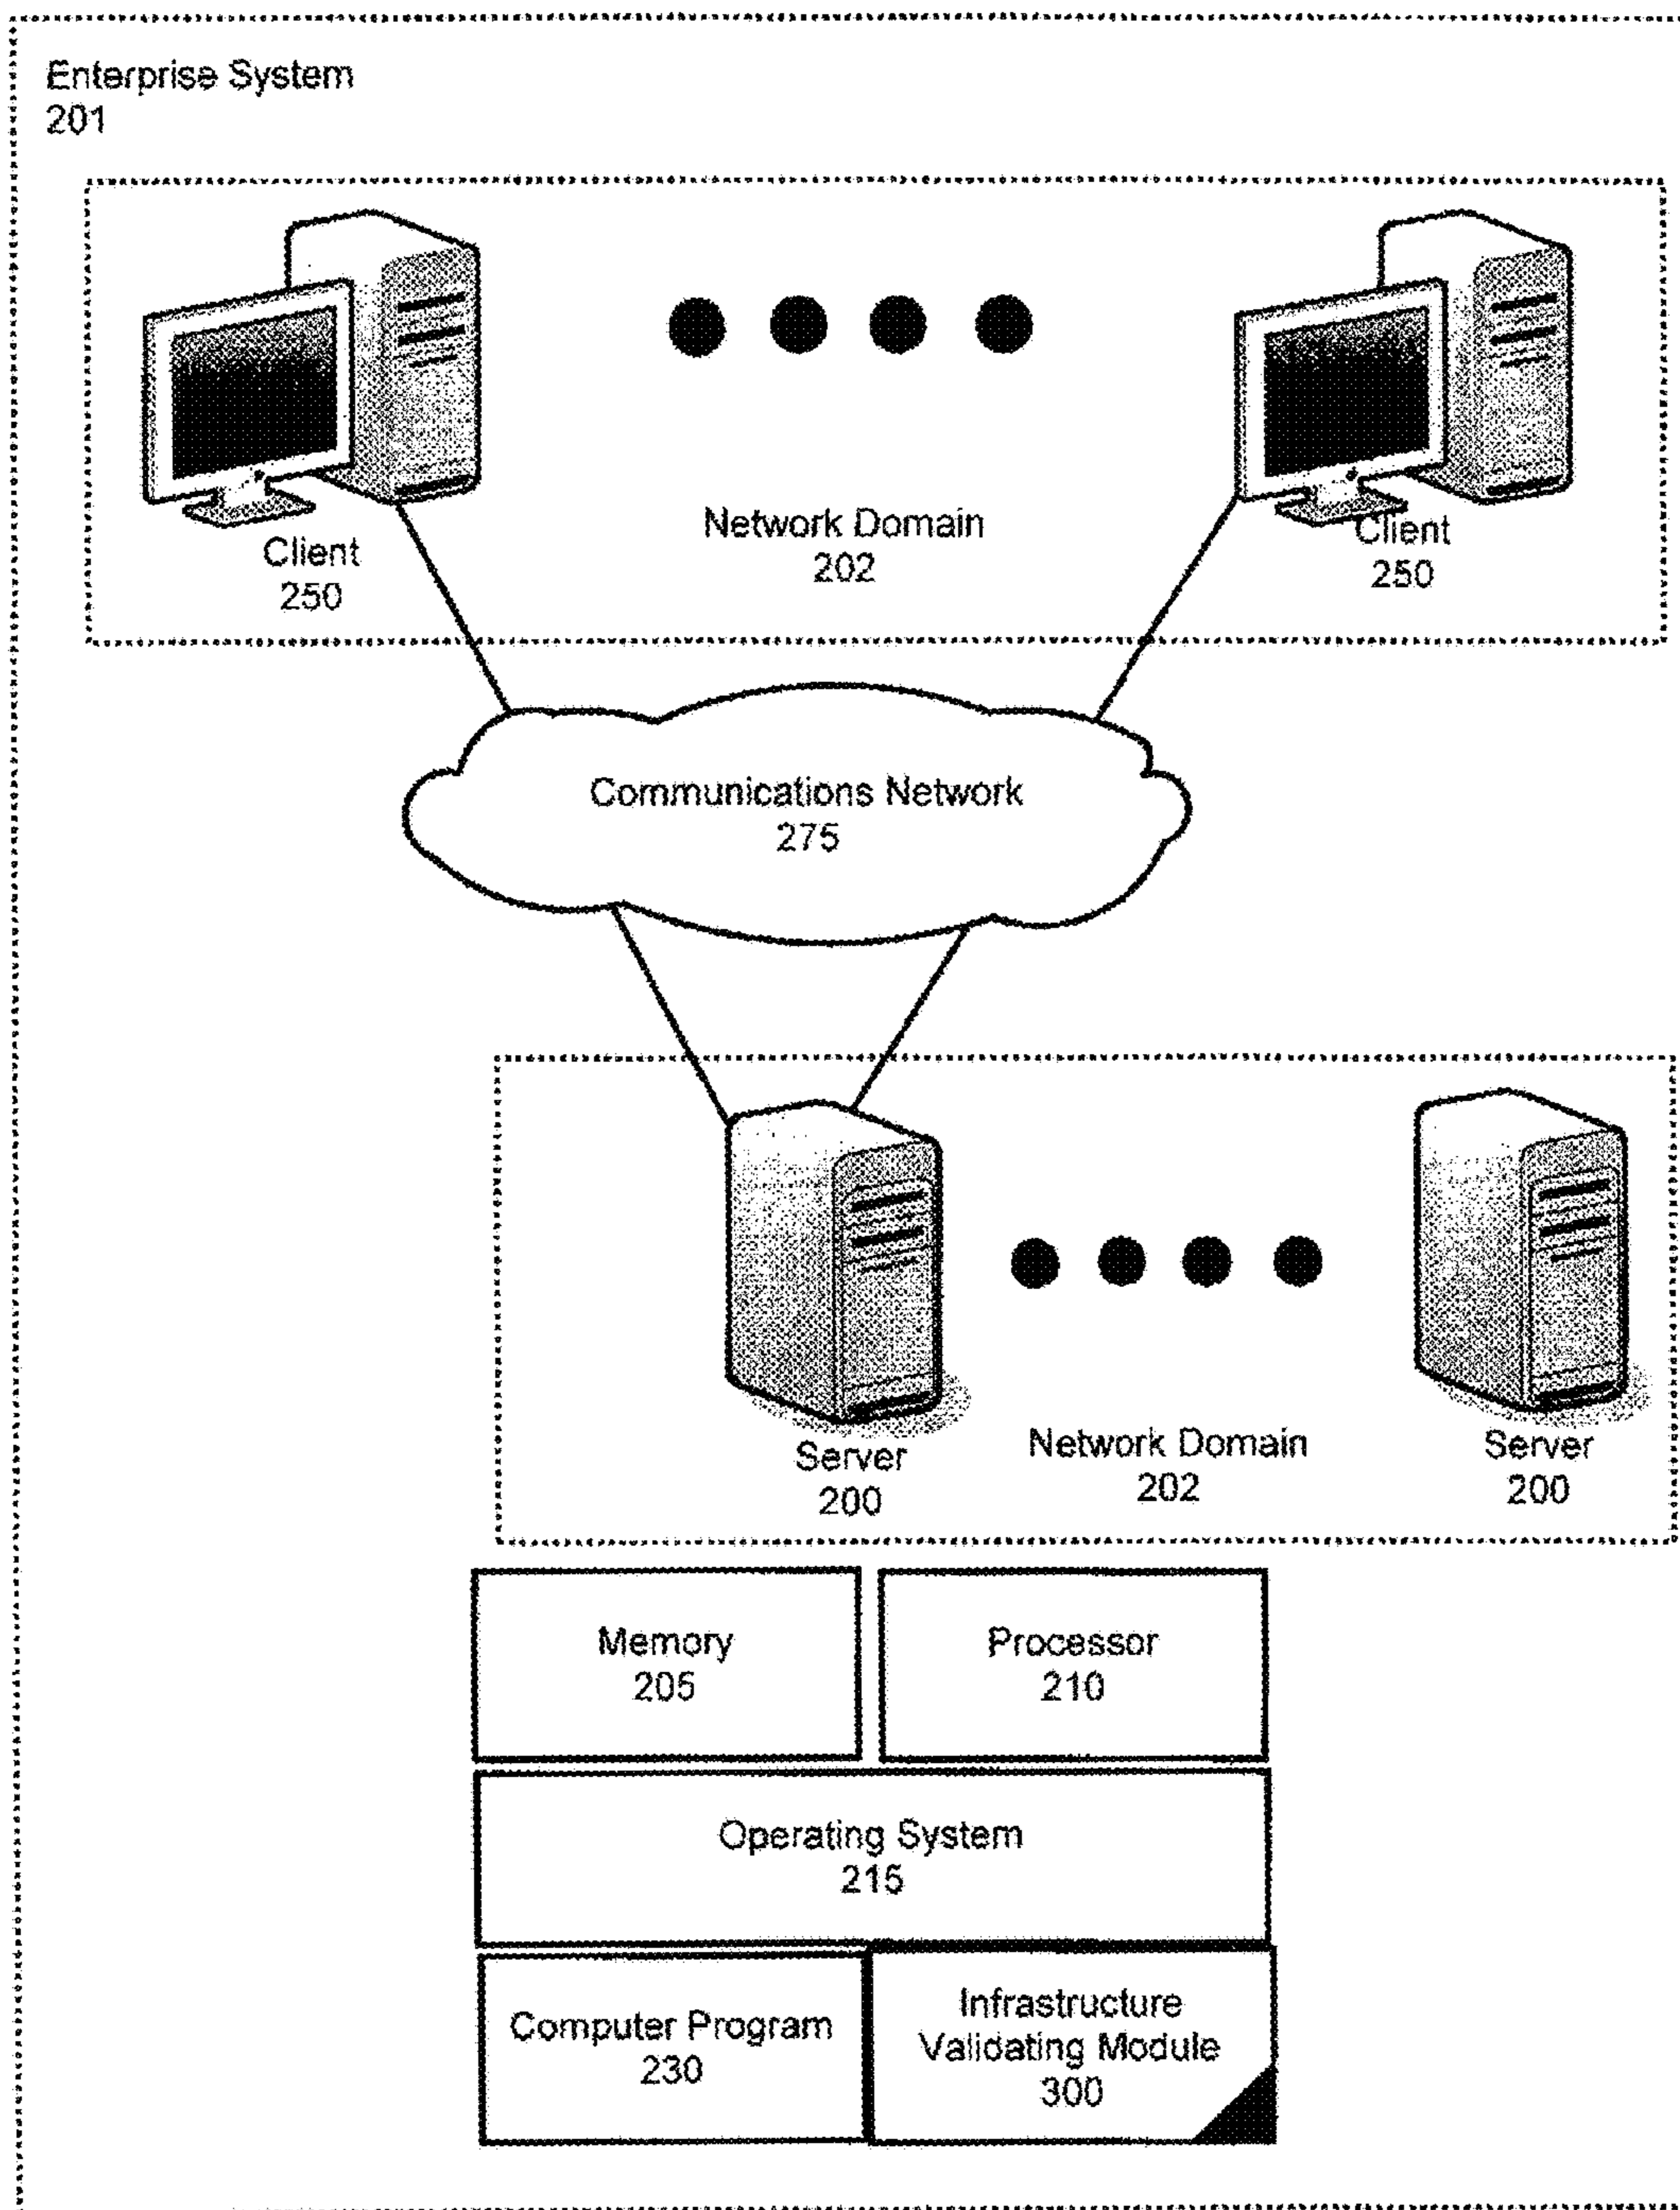 Enterprise System
201
Client
250
Network Domain
202
Client
250
Communications Network
275
Server
200
Network Domain
202
Server
200
Memory
205
Processor
210
Operating System
215
Computer Program
230
Infrastructure
Validating Module
300